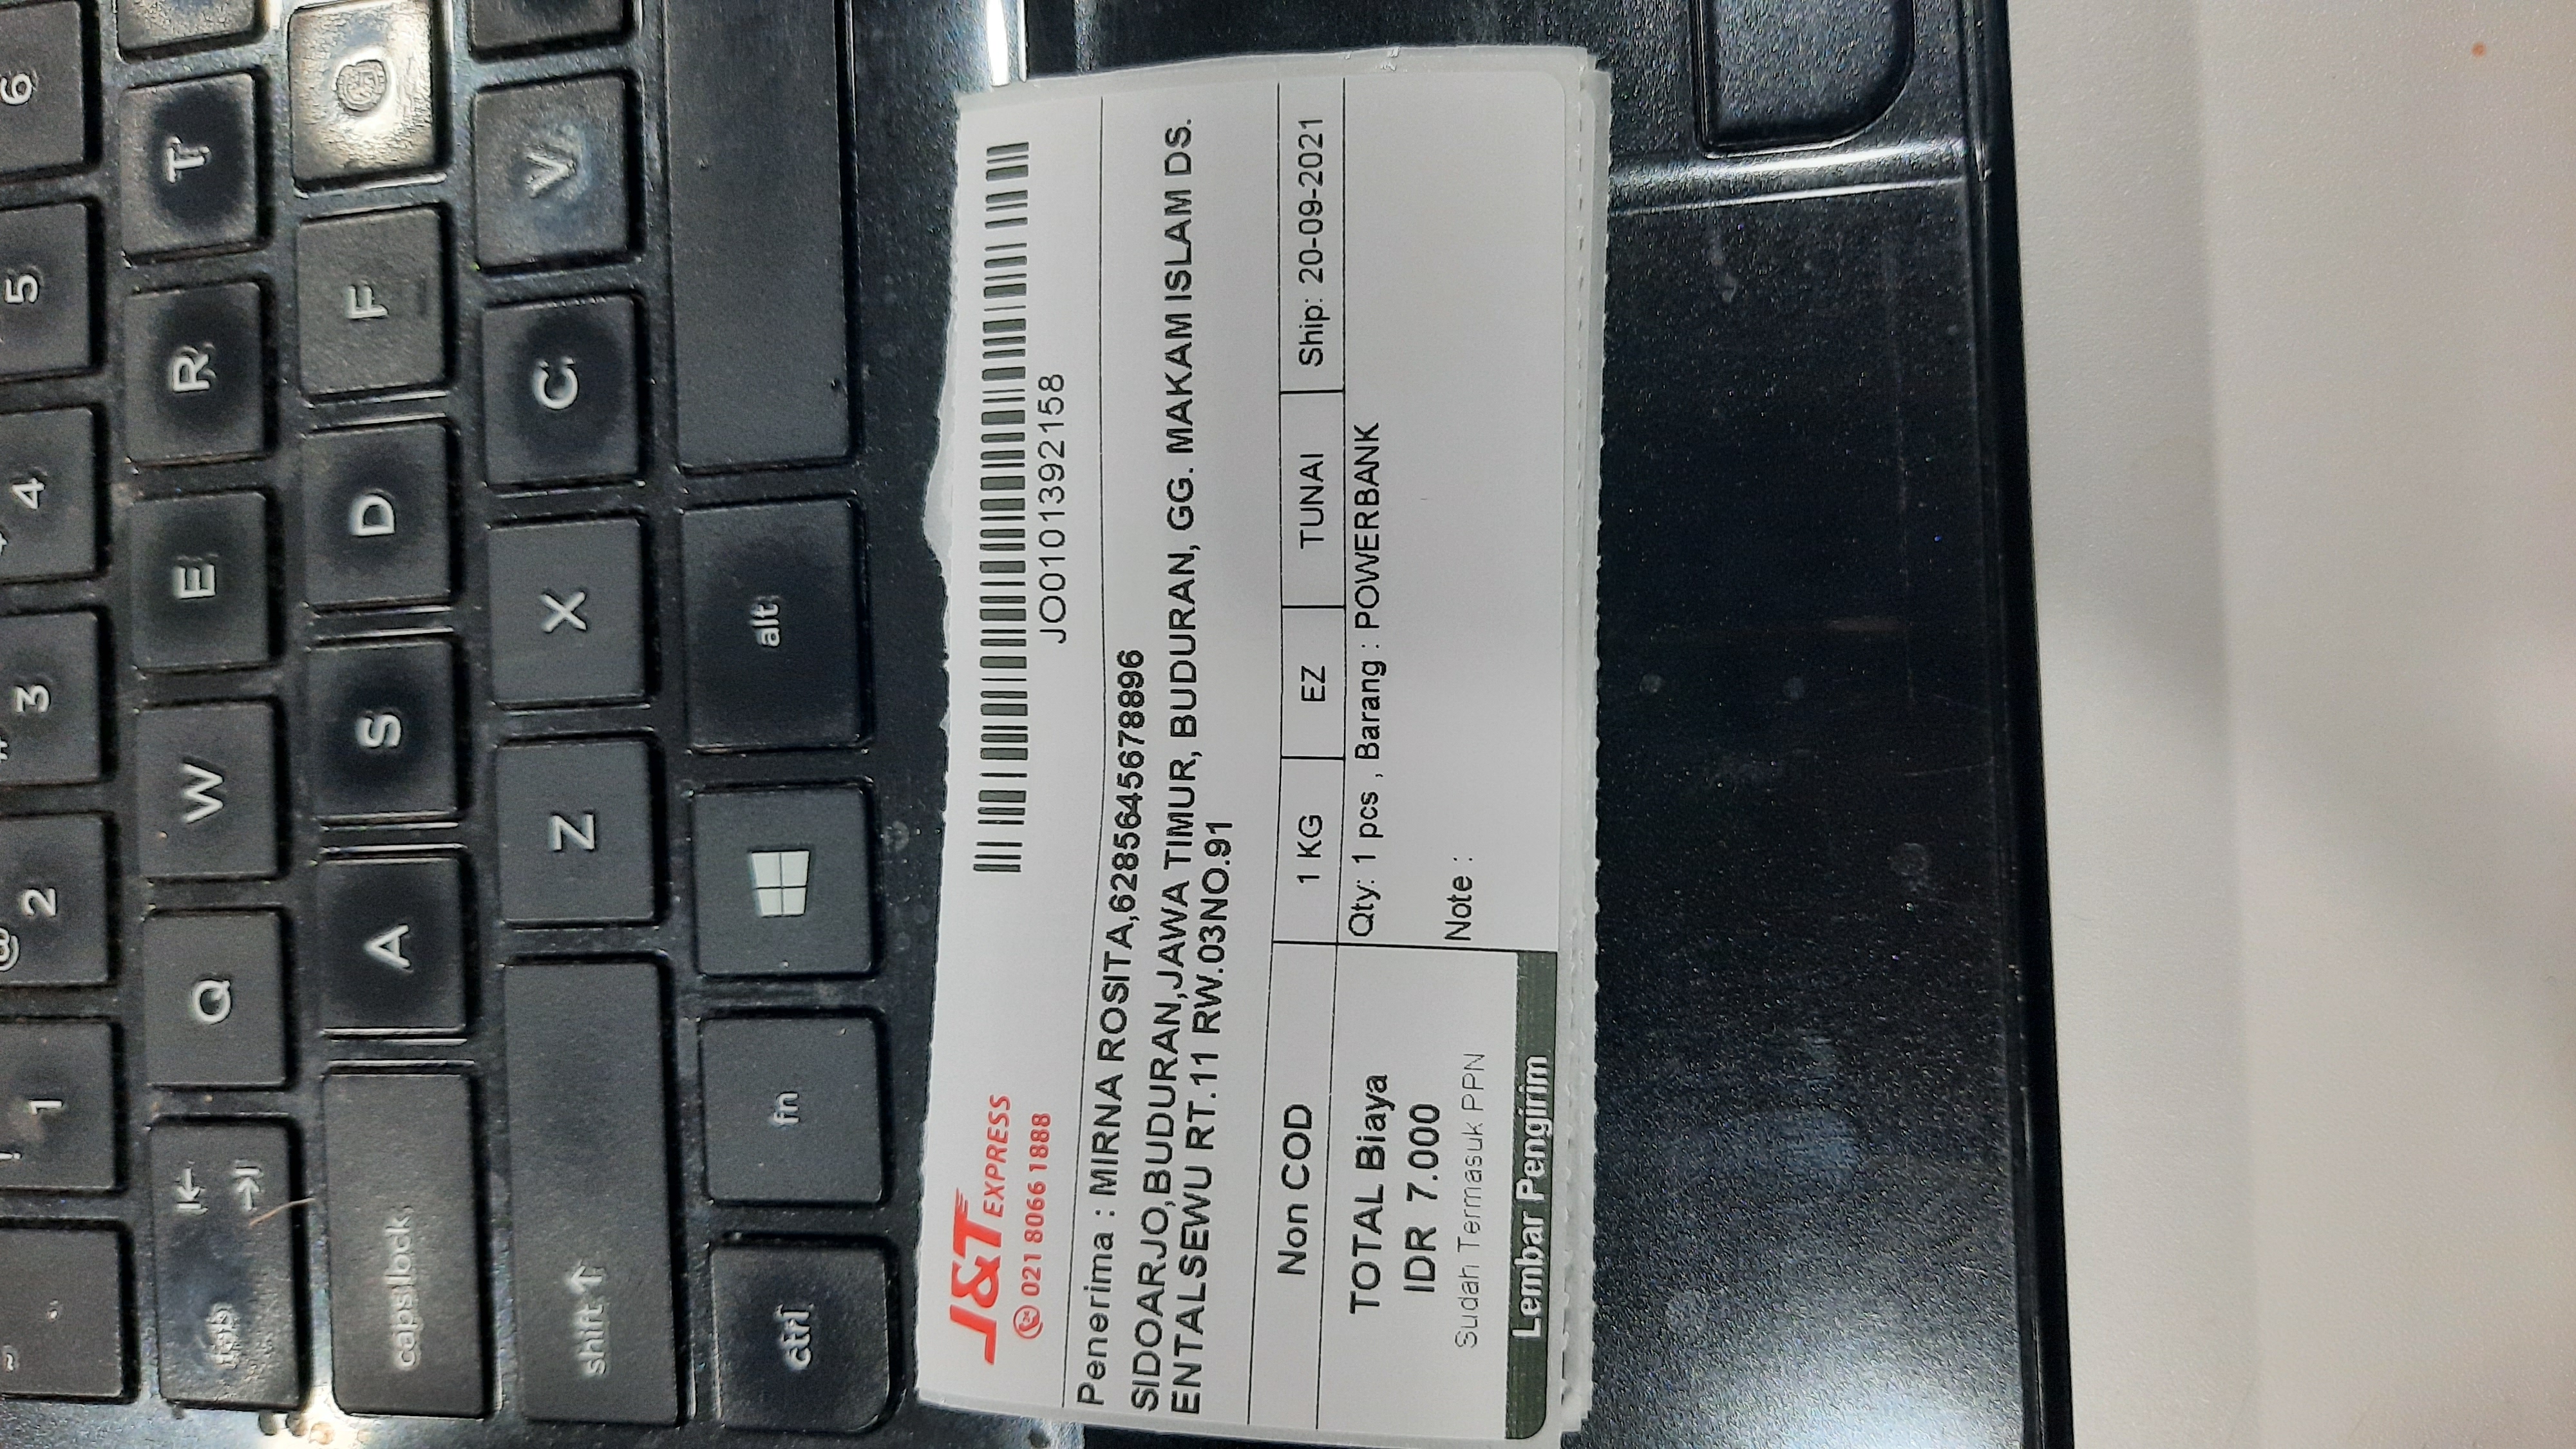 ~ ! @ # 
` 1 2 3 4 5 6
tab Q W E R T
caps lock A S D F G
shift Z X C V
ctrl fn alt
J&T EXPRESS
24 021 8066 1888
JO0101392158
Penerima : MIRNA ROSITA,6285645678896
SIDOARJO,BUDURAN,JAWA TIMUR, BUDURAN, GG. MAKAM ISLAM DS.
ENTALSEWU RT.11 RW.03NO.91
Non COD 1 KG EZ TUNAI Ship: 20-09-2021
TOTAL Biaya
IDR 7.000
Sudah Termasuk PPN
Qty: 1 pcs , Barang : POWERBANK
Note :
Lembar Pengirim